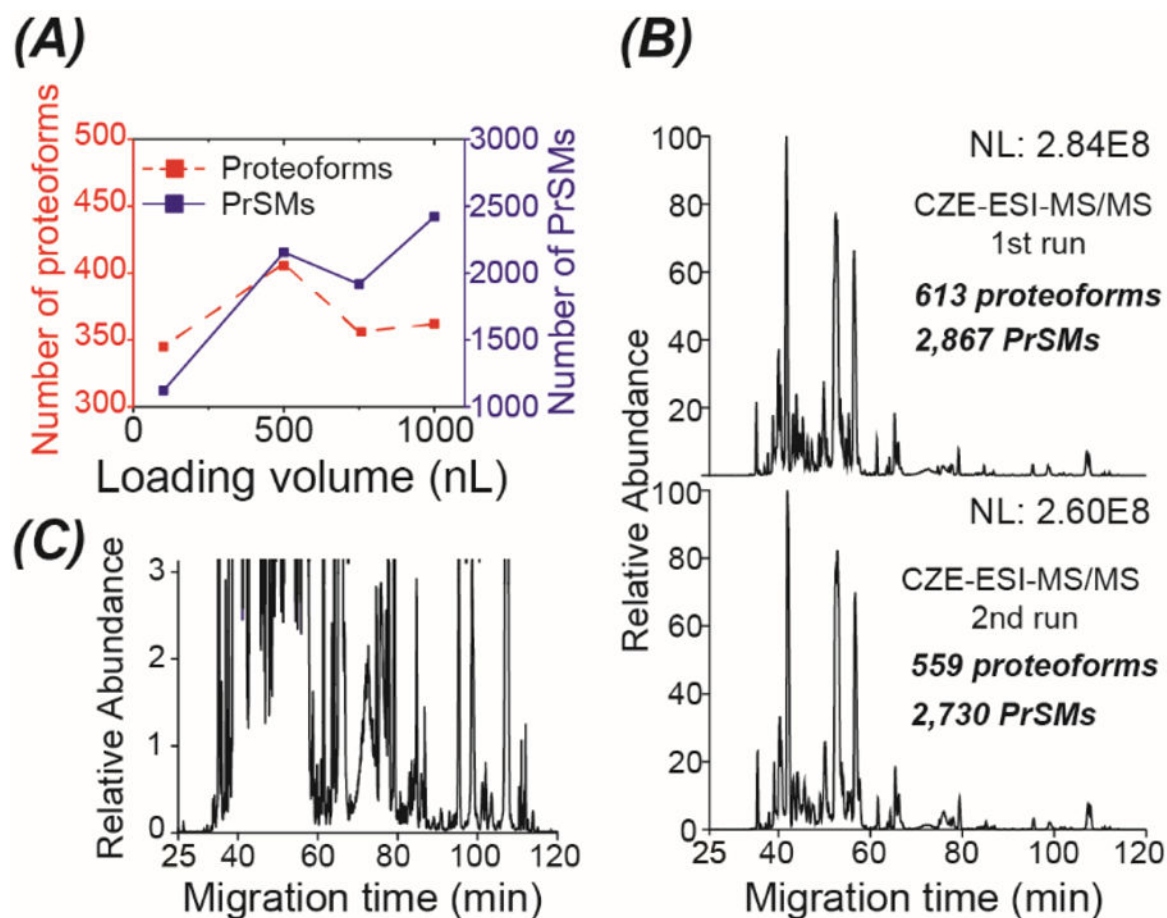 (A)
Number of proteoforms
500
450
400
350
300
Proteoforms
PrSMs
3000
2500
2000
1500
1000
Number of PrSMs
0
500
1000
Loading volume (nL)
(B)
Relative Abundance
100
80
60
40
20
NL: 2.84E8
CZE-ESI-MS/MS
1st run
613 proteoforms
2,867 PrSMs
100
80
60
40
20
0
NL: 2.60E8
CZE-ESI-MS/MS
2nd run
559 proteoforms
2,730 PrSMs
25
40
60
80
100
120
Migration time (min)
(C)
Relative Abundance
3
2
1
0
25
40
60
80
100
120
Migration time (min)